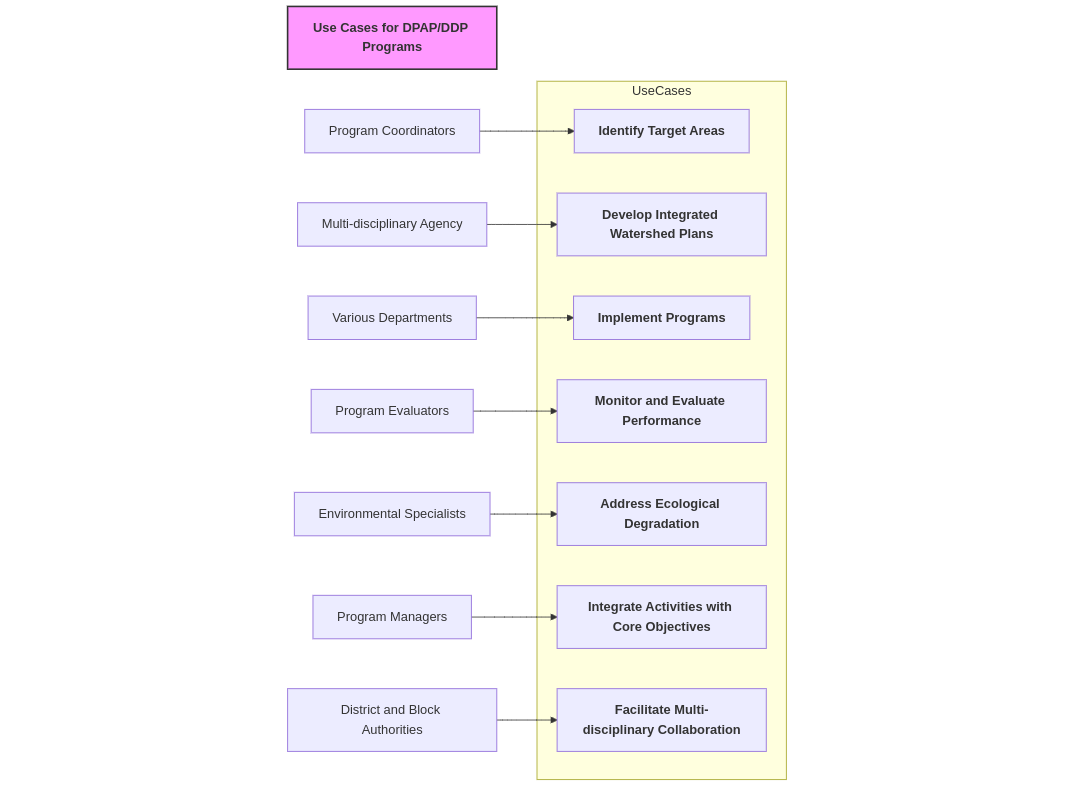 Use Cases for DPAP/DDP
Programs
UseCases
Program Coordinators
Identify Target Areas
Multi-disciplinary Agency
Develop Integrated
Watershed Plans
Various Departments
Implement Programs
Program Evaluators
Monitor and Evaluate
Performance
Environmental Specialists
Address Ecological
Degradation
Program Managers
Integrate Activities with
Core Objectives
District and Block
Authorities
Facilitate Multi-
disciplinary Collaboration